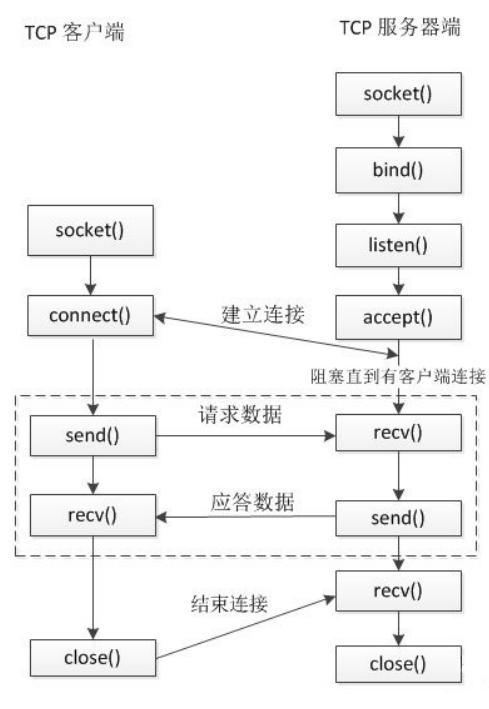 TCP 客户端
TCP 服务器端
socket()
bind()
socket()
listen()
connect()
建立连接
accept()
阻塞直到有客户端连接
send()
请求数据
recv()
recv()
应答数据
send()
结束连接
recv()
close()
close()